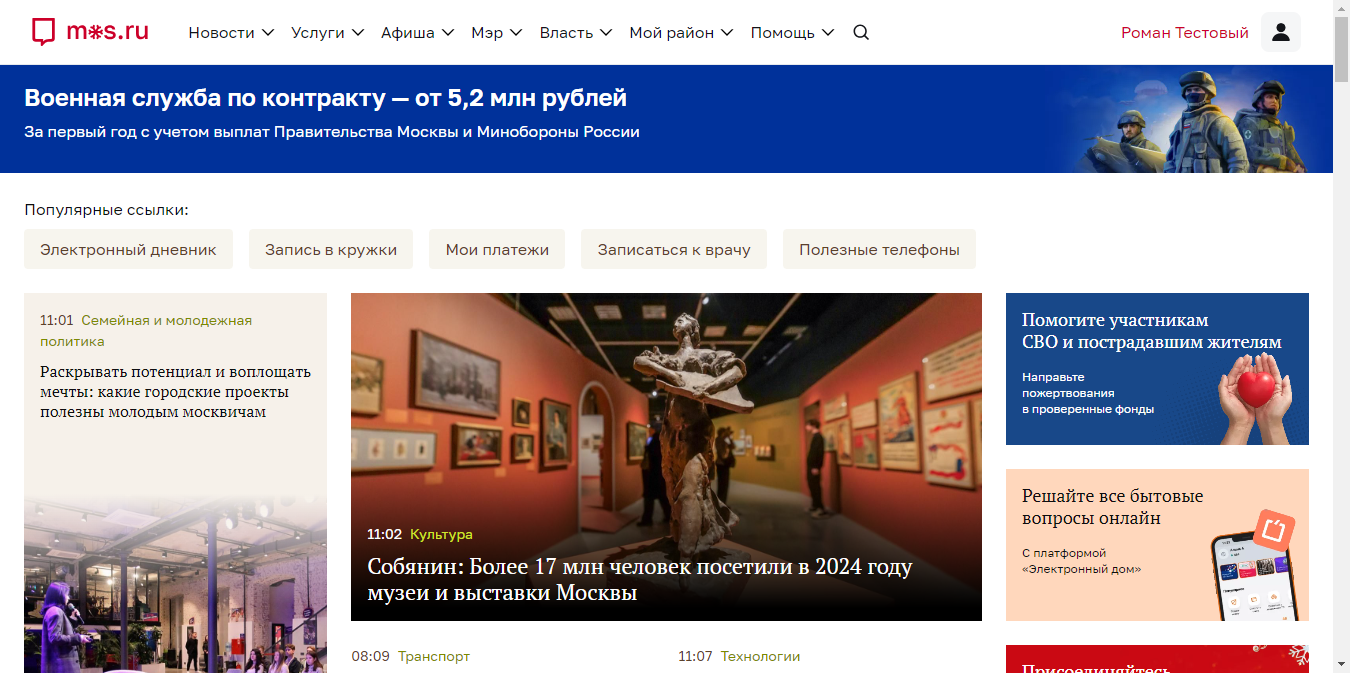 mos.ru
Новости
Услуги
Афиша
Мэр
Власть
Мой район
Помощь
Роман Тестовый
Военная служба по контракту — от 5,2 млн рублей
За первый год с учетом выплат Правительства Москвы и Минобороны России
Популярные ссылки:
Электронный дневник
Запись в кружки
Мои платежи
Записаться к врачу
Полезные телефоны
11:01 Семейная и молодежная
политика
Раскрывать потенциал и воплощать
мечты: какие городские проекты
полезны молодым москвичам
11:02 Культура
Собянин: Более 17 млн человек посетили в 2024 году
музеи и выставки Москвы
08:09 Транспорт
11:07 Технологии
Помогите участникам
СВО и пострадавшим жителям
Направьте
пожертвования
в проверенные фонды
Решайте все бытовые
вопросы онлайн
С платформой
«Электронный дом»
Присоединяйтесь